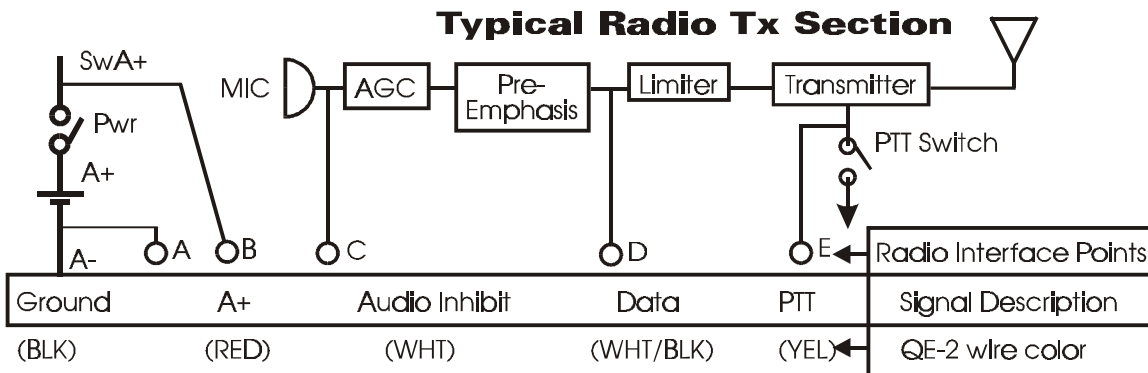 Typical Radio Tx Section
SwA+
MIC
AGC
Pre-
Emphasis
Limiter
Transmitter
Pwr
PTT Switch
A+
A-
A
B
C
D
E
Radio Interface Points
Ground
A+
Audio Inhibit
Data
PTT
Signal Description
(BLK)
(RED)
(WHT)
(WHT/BLK)
(YEL)
QE-2 wire color